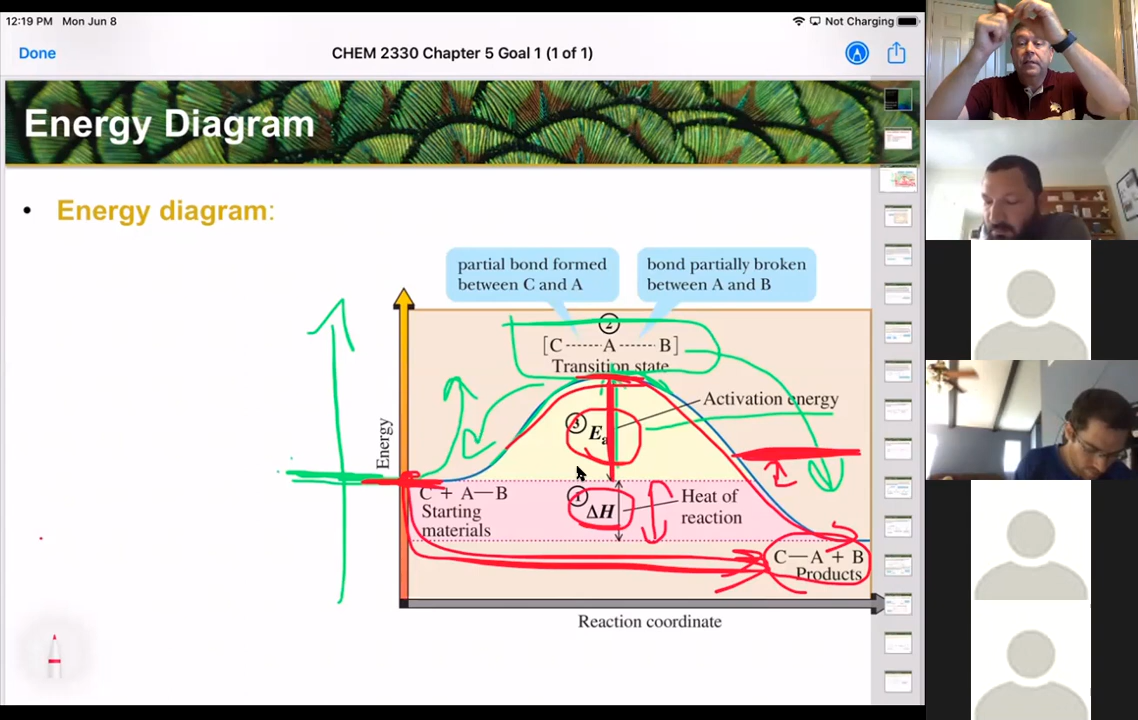 12:19 PM Mon Jun 8
Not Charging
Done
CHEM 2330 Chapter 5 Goal 1 (1 of 1)
Energy Diagram
• Energy diagram:
partial bond formed
between C and A
bond partially broken
between A and B
②
[C ------ A ------ B]
Transition state
Activation energy
③ Ea
Energy
C + A—B
Starting
materials
① ΔH
Heat of
reaction
C—A + B
Products
Reaction coordinate